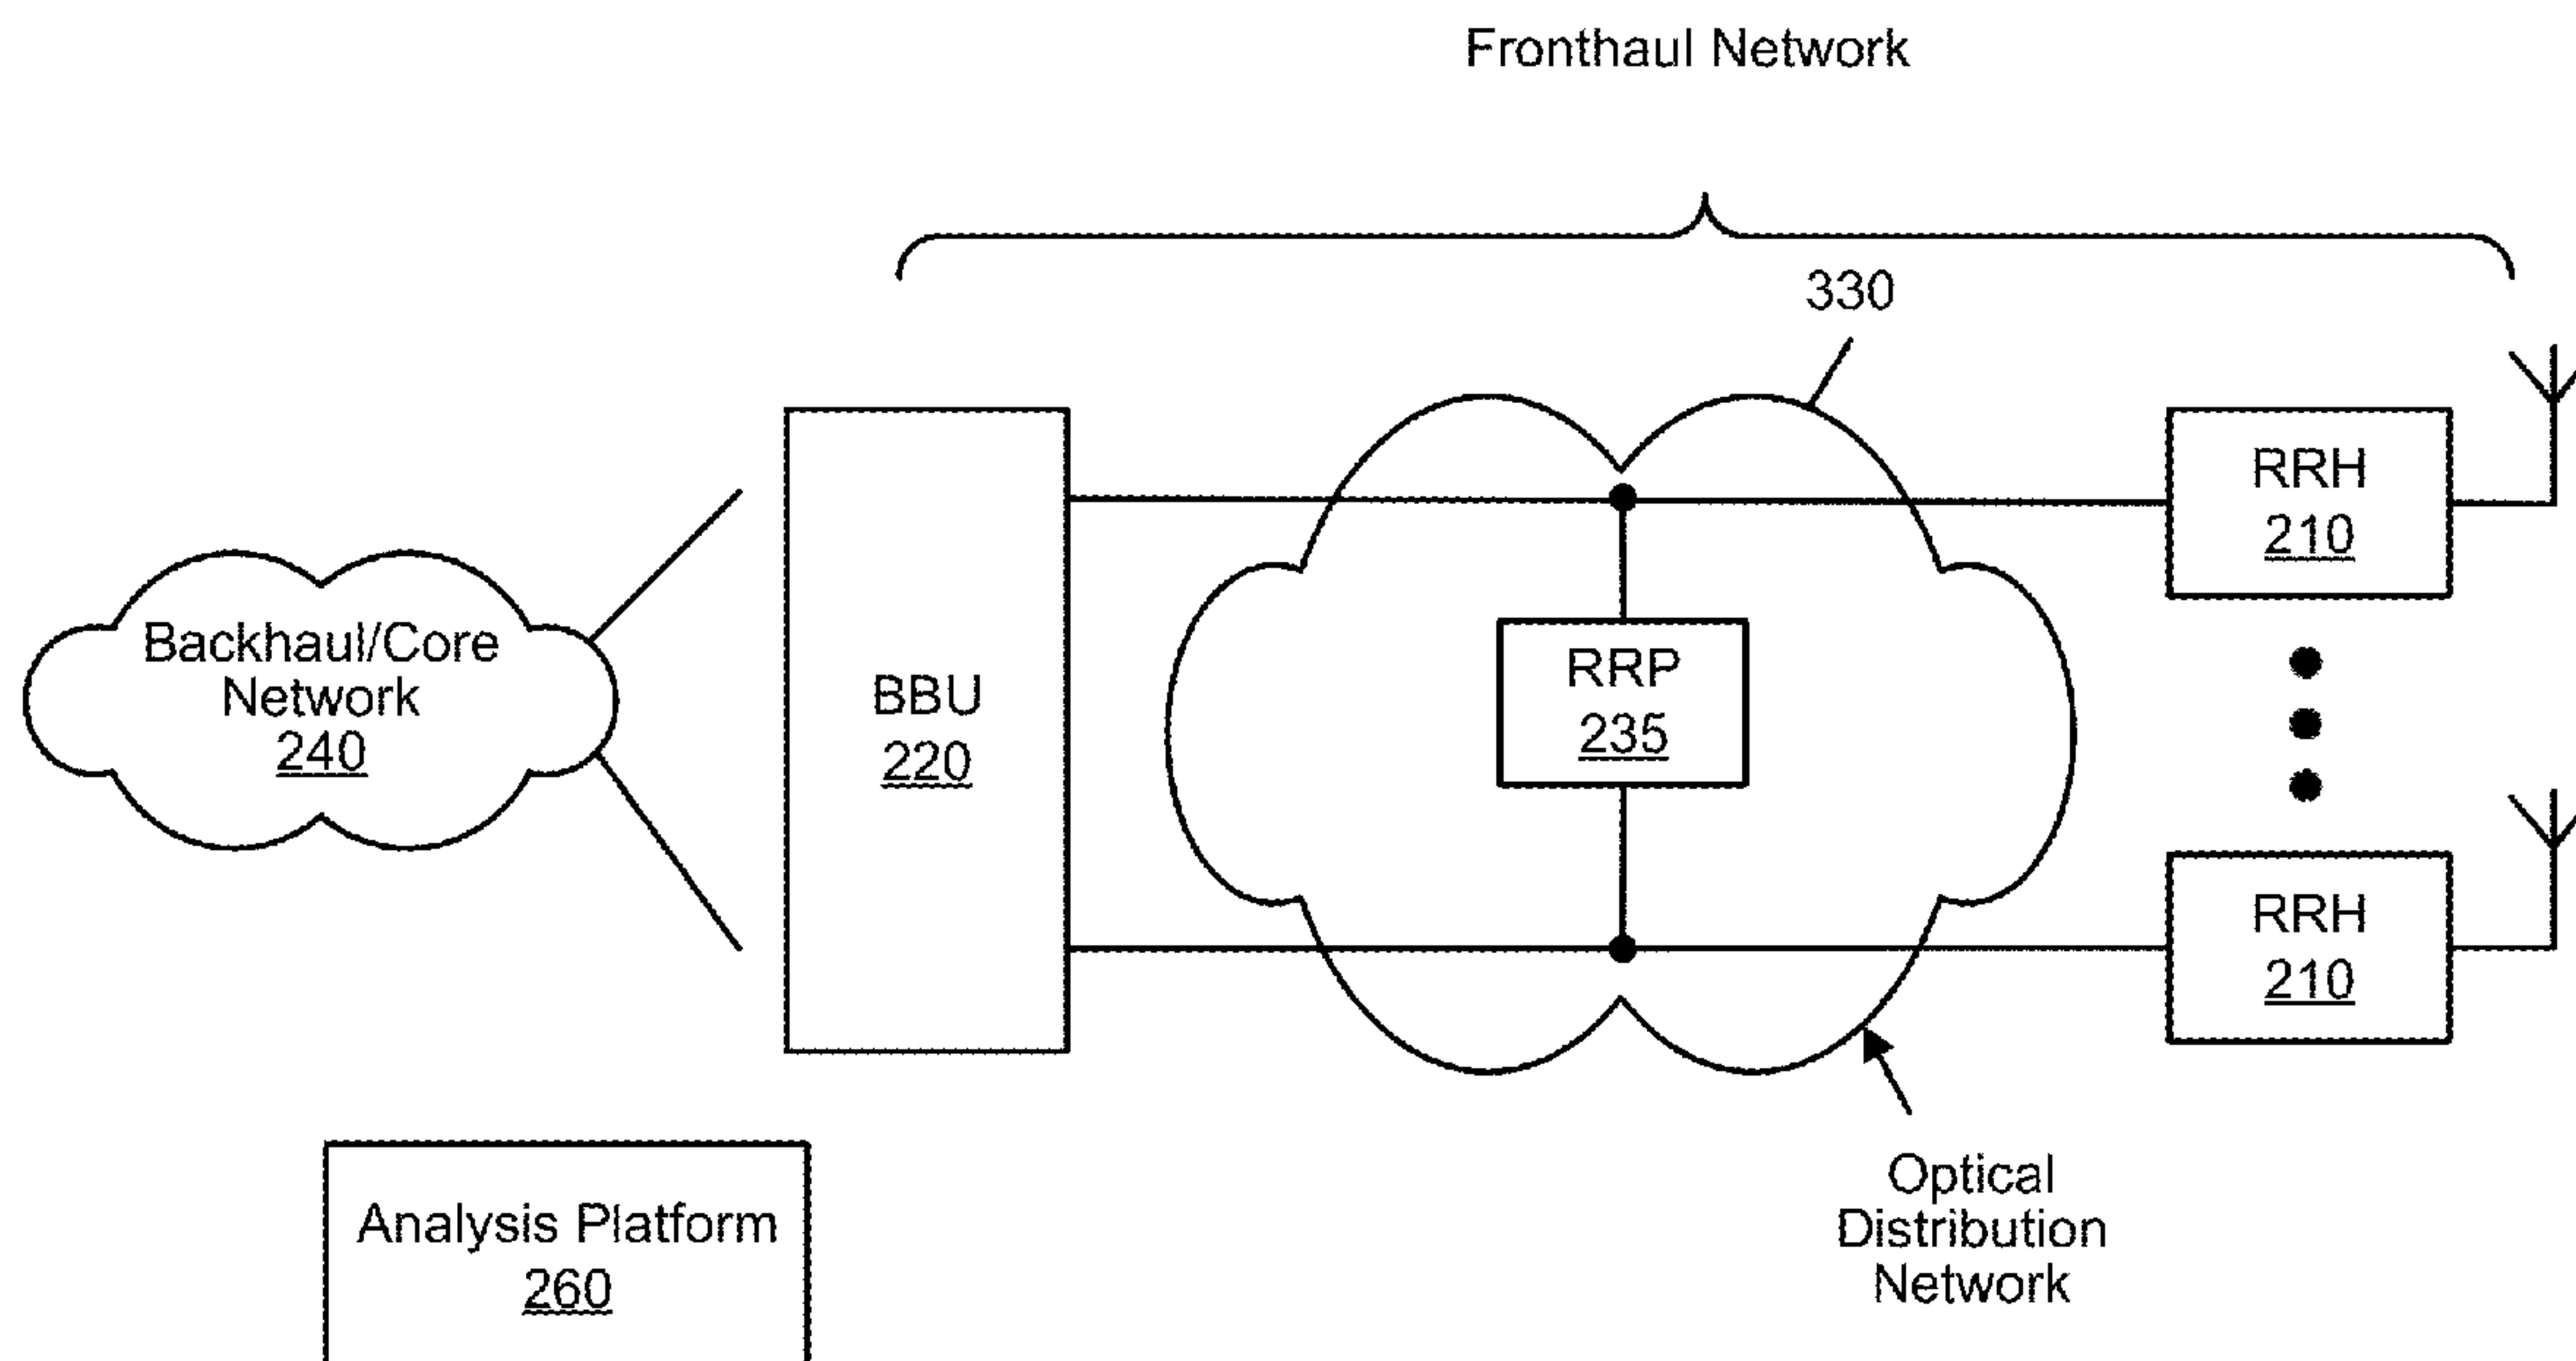 Fronthaul Network
330
RRH
210
Backhaul/Core
Network
240
BBU
220
RRP
235
RRH
210
Optical
Distribution
Network
Analysis Platform
260